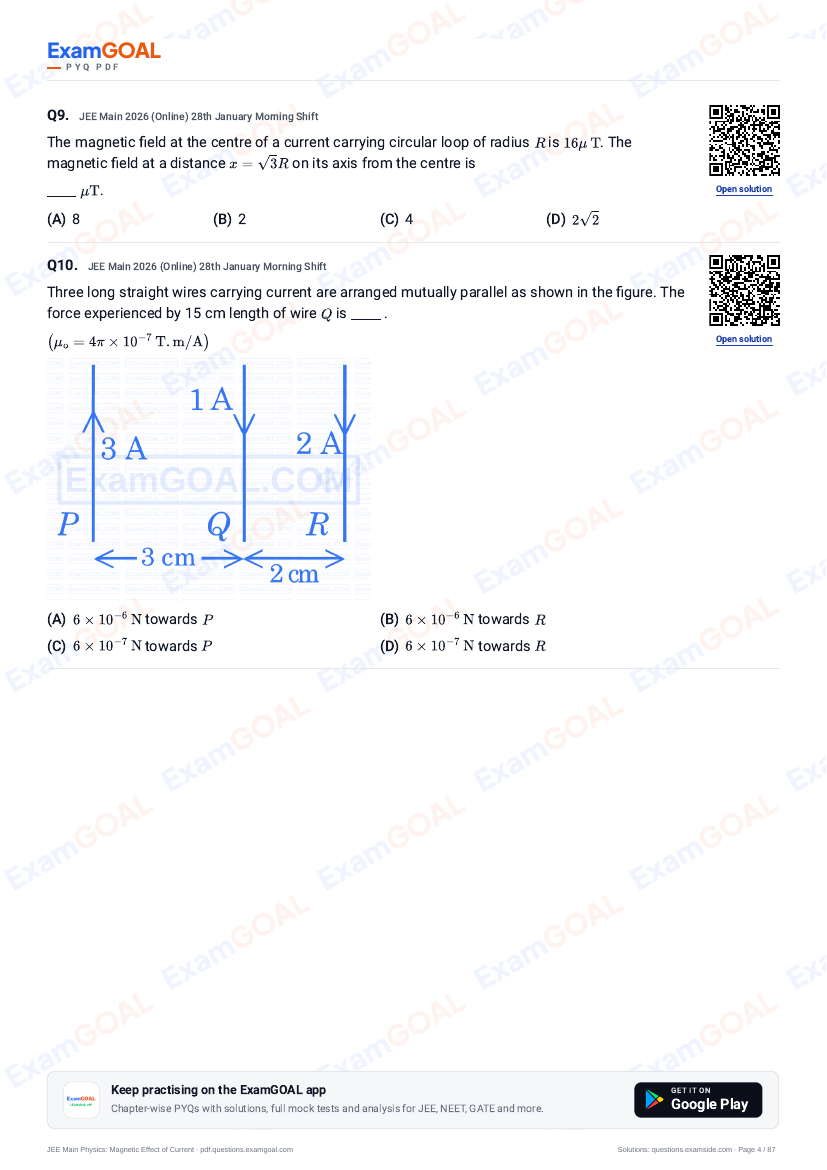 ExamGOAL
PYQ PDF
Q9. JEE Main 2026 (Online) 28th January Morning Shift
The magnetic field at the centre of a current carrying circular loop of radius R is 16μ T. The
magnetic field at a distance x = √3R on its axis from the centre is
____ μT.
(A) 8 (B) 2 (C) 4 (D) 2√2
Open solution
Q10. JEE Main 2026 (Online) 28th January Morning Shift
Three long straight wires carrying current are arranged mutually parallel as shown in the figure. The
force experienced by 15 cm length of wire Q is ____ .
(μ₀ = 4π × 10⁻⁷ T.m/A)
Open solution
1 A
3 A 2 A
ExamGOAL.COM
P Q R
3 cm
2 cm
(A) 6 × 10⁻⁶ N towards P (B) 6 × 10⁻⁶ N towards R
(C) 6 × 10⁻⁷ N towards P (D) 6 × 10⁻⁷ N towards R
ExamGOAL
Keep practising on the ExamGOAL app
Chapter-wise PYQs with solutions, full mock tests and analysis for JEE, NEET, GATE and more.
GET IT ON
Google Play
JEE Main Physics: Magnetic Effect of Current · pdf.questions.examgoal.com Solutions: questions.examside.com · Page 4 / 87